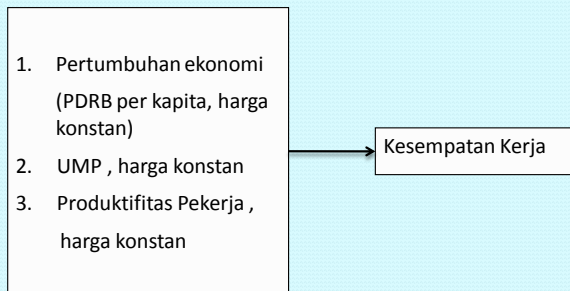 1. Pertumbuhan ekonomi
(PDRB per kapita, harga
konstan)
2. UMP , harga konstan
3. Produktifitas Pekerja ,
harga konstan
Kesempatan Kerja